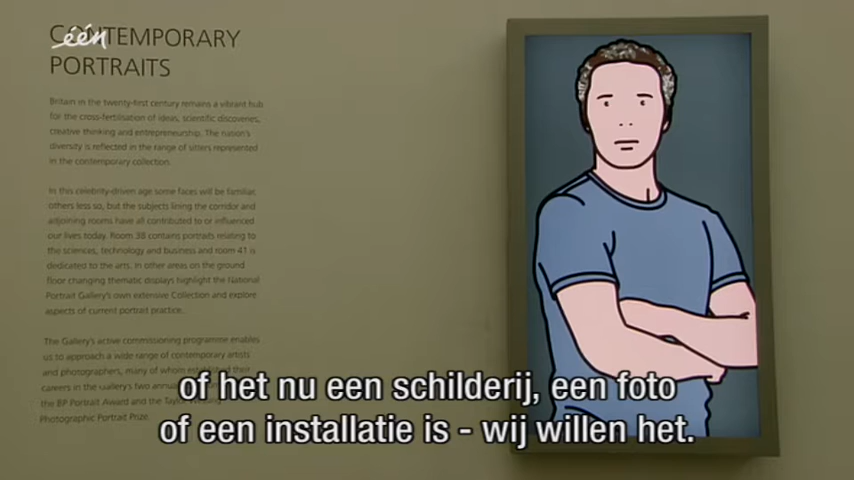 één
CONTEMPORARY
PORTRAITS
Britain in the twenty-first century remains a vibrant hub
for the cross-fertilisation of ideas, scientific discoveries,
creative thinking and entrepreneurship. The nation's
diversity is reflected in the range of sitters represented
in the contemporary collection.
In this celebrity-driven age some faces will be familiar,
others less so, but the subjects lining the corridor and
adjoining rooms have all contributed to or influenced
our lives today. Room 38 contains portraits relating to
the sciences, technology and business and room 41 is
dedicated to the arts. In other areas on the ground
floor changing thematic displays highlight the National
Portrait Gallery's own extensive Collection and explore
aspects of current portrait practice.
The Gallery's active commissioning programme enables
us to approach a wide range of contemporary artists
and photographers, many of whom established their
careers in the Gallery's two annual
the BP Portrait Award and the Taylor Wessing
Photographic Portrait Prize.
of het nu een schilderij, een foto
of een installatie is - wij willen het.